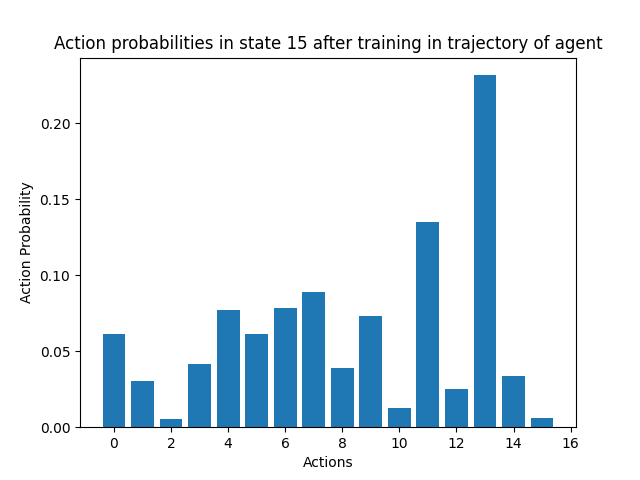 Action probabilities in state 15 after training in trajectory of agent
Action Probability
0.20
0.15
0.10
0.05
0.00
0 2 4 6 8 10 12 14 16
Actions